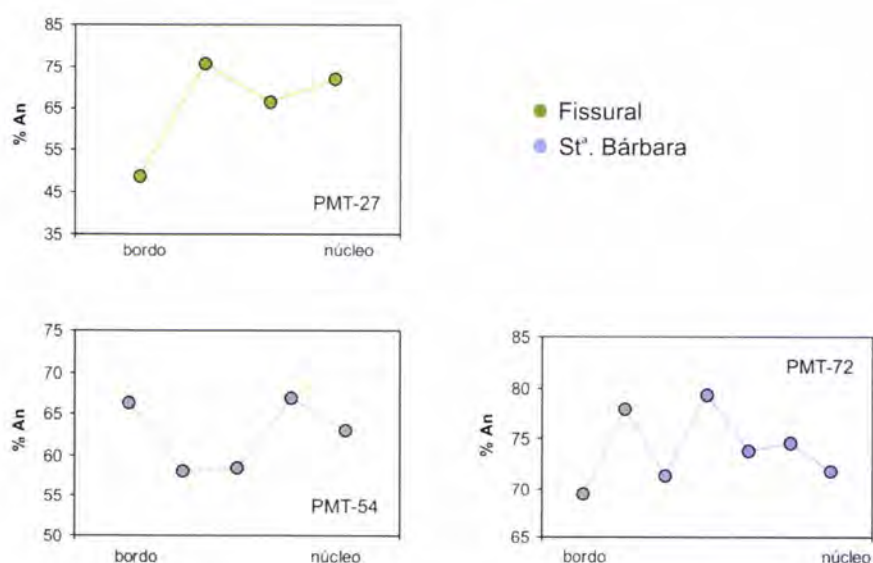 85
75
65
55
45
35
% An
PMT-27
bordo
núcleo
Fissural
Stª. Bárbara
75
70
65
60
55
50
% An
PMT-54
bordo
núcleo
85
80
75
70
65
% An
PMT-72
bordo
núcleo